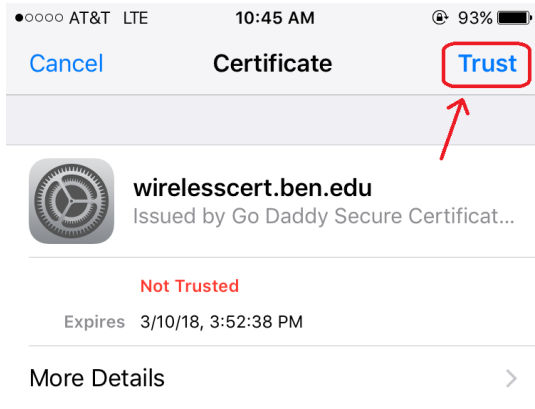 AT&T LTE 10:45 AM 93%
Cancel Certificate Trust
wirelesscert.ben.edu
Issued by Go Daddy Secure Certificat...
Not Trusted
Expires 3/10/18, 3:52:38 PM
More Details